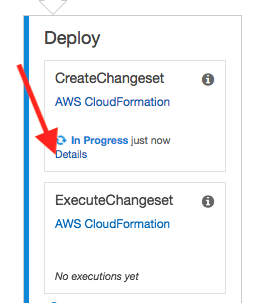 Deploy
CreateChangeset
AWS CloudFormation
In Progress just now
Details
ExecuteChangeset
AWS CloudFormation
No executions yet